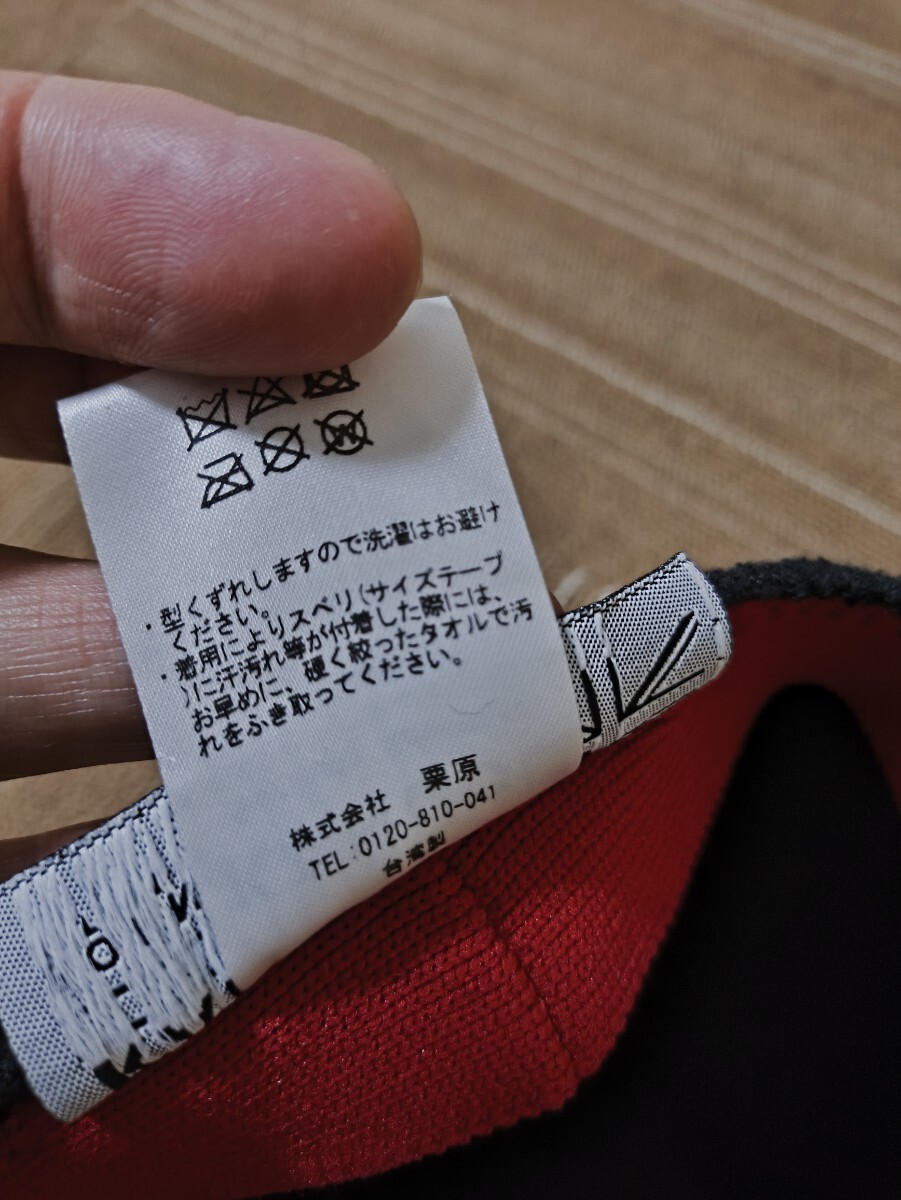 ・型くずれしますので洗濯はお避け
ください。
・着用によりスベリ(サイズテープ
)に汗汚れ等が付着した際には、
お早めに、硬く絞ったタオルで汚
れをふき取ってください。
株式会社 栗原
TEL:0120-810-041
台湾製